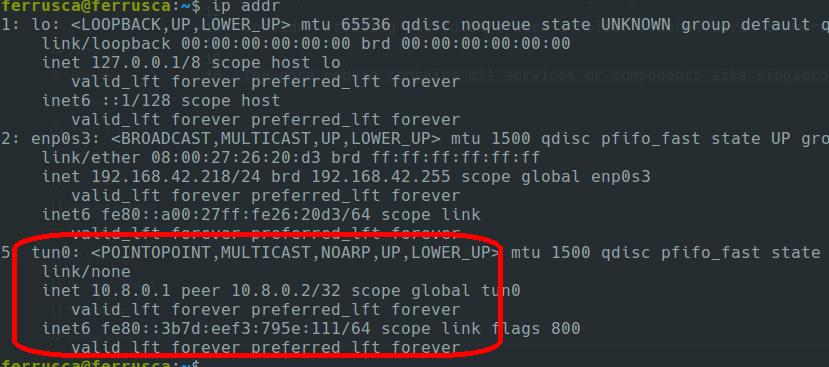 ferrusca@ferrusca:~$ ip addr
1: lo: <LOOPBACK,UP,LOWER_UP> mtu 65536 qdisc noqueue state UNKNOWN group default q
link/loopback 00:00:00:00:00:00 brd 00:00:00:00:00:00
inet 127.0.0.1/8 scope host lo
valid_lft forever preferred_lft forever
inet6 ::1/128 scope host
valid_lft forever preferred_lft forever
2: enp0s3: <BROADCAST,MULTICAST,UP,LOWER_UP> mtu 1500 qdisc pfifo_fast state UP gro
link/ether 08:00:27:26:20:d3 brd ff:ff:ff:ff:ff:ff
inet 192.168.42.218/24 brd 192.168.42.255 scope global enp0s3
valid_lft forever preferred_lft forever
inet6 fe80::a00:27ff:fe26:20d3/64 scope link
valid_lft forever preferred_lft forever
5: tun0: <POINTOPOINT,MULTICAST,NOARP,UP,LOWER_UP> mtu 1500 qdisc pfifo_fast state
link/none
inet 10.8.0.1 peer 10.8.0.2/32 scope global tun0
valid_lft forever preferred_lft forever
inet6 fe80::3b7d:eef3:795e:111/64 scope link flags 800
valid_lft forever preferred_lft forever
ferrusca@ferrusca:~$